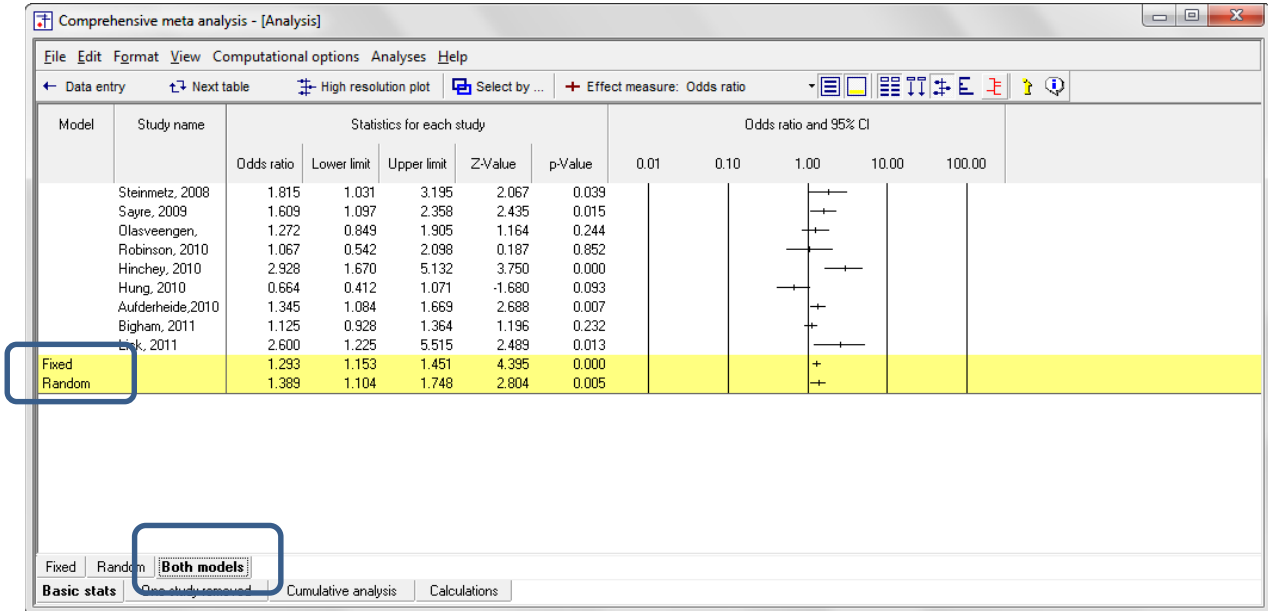 Comprehensive meta analysis - [Analysis]
File Edit Format View Computational options Analyses Help
← Data entry Next table High resolution plot Select by ... + Effect measure: Odds ratio
Model Study name Statistics for each study Odds ratio and 95% CI
Odds ratio Lower limit Upper limit Z-Value p-Value 0.01 0.10 1.00 10.00 100.00
Steinmetz, 2008 1.815 1.031 3.195 2.067 0.039
Sayre, 2009 1.609 1.097 2.358 2.435 0.015
Olasveengen, 1.272 0.849 1.905 1.164 0.244
Robinson, 2010 1.067 0.542 2.098 0.187 0.852
Hinchey, 2010 2.928 1.670 5.132 3.750 0.000
Hung, 2010 0.664 0.412 1.071 -1.680 0.093
Aufderheide,2010 1.345 1.084 1.669 2.688 0.007
Bigham, 2011 1.125 0.928 1.364 1.196 0.232
2011 2.600 1.225 5.515 2.489 0.013
Fixed 1.293 1.153 1.451 4.395 0.000
Random 1.389 1.104 1.748 2.804 0.005
Fixed Random Both models
Basic stats One study removed Cumulative analysis Calculations